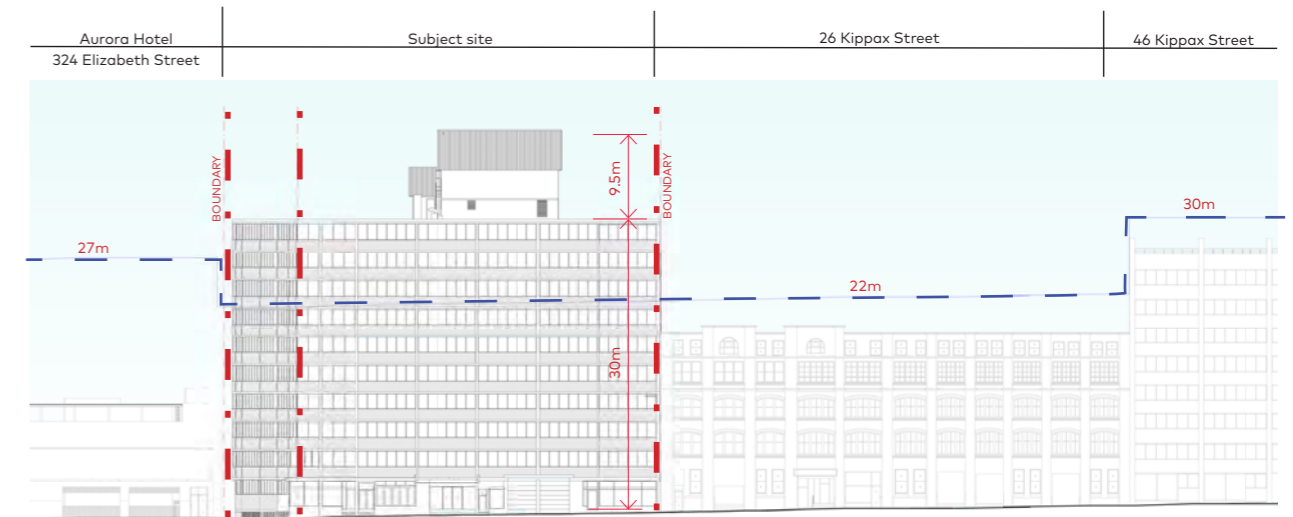 Aurora Hotel
324 Elizabeth Street
Subject site
26 Kippax Street
46 Kippax Street
BOUNDARY
9.5m
BOUNDARY
30m
27m
22m
30m